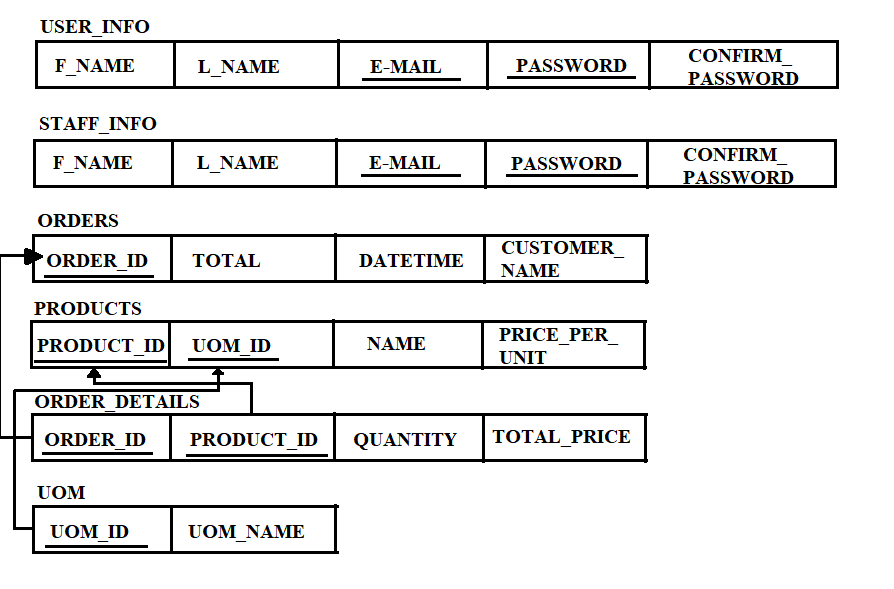 USER_INFO
F_NAME L_NAME E-MAIL PASSWORD CONFIRM_
PASSWORD
STAFF_INFO
F_NAME L_NAME E-MAIL PASSWORD CONFIRM_
PASSWORD
ORDERS
ORDER_ID TOTAL DATETIME CUSTOMER_
NAME
PRODUCTS
PRODUCT_ID UOM_ID NAME PRICE_PER_
UNIT
ORDER_DETAILS
ORDER_ID PRODUCT_ID QUANTITY TOTAL_PRICE
UOM
UOM_ID UOM_NAME